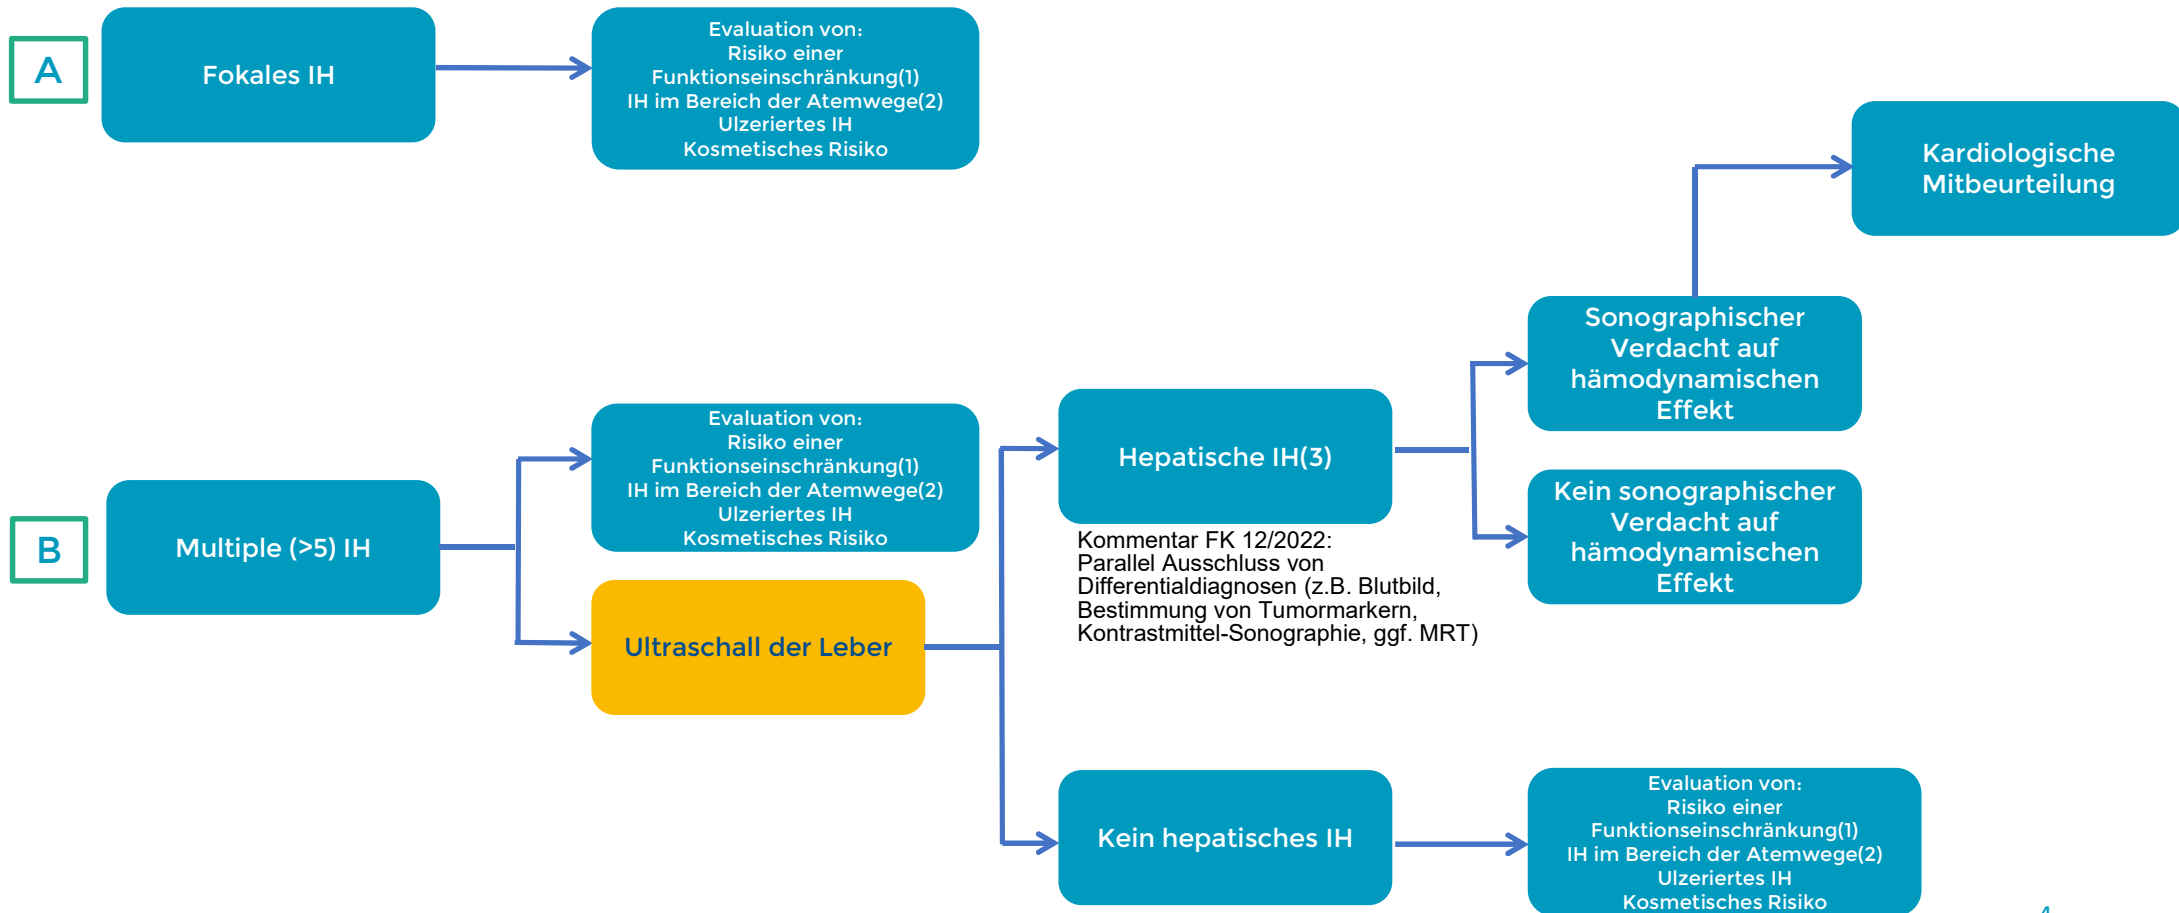 A
Fokales IH
Evaluation von:
Risiko einer
Funktionseinschränkung(1)
IH im Bereich der Atemwege(2)
Ulzeriertes IH
Kosmetisches Risiko
Kardiologische
Mitbeurteilung
B
Multiple (>5) IH
Evaluation von:
Risiko einer
Funktionseinschränkung(1)
IH im Bereich der Atemwege(2)
Ulzeriertes IH
Kosmetisches Risiko
Ultraschall der Leber
Hepatische IH(3)
Kommentar FK 12/2022:
Parallel Ausschluss von
Differentialdiagnosen (z.B. Blutbild,
Bestimmung von Tumormarkern,
Kontrastmittel-Sonographie, ggf. MRT)
Sonographischer
Verdacht auf
hämodynamischen
Effekt
Kein sonographischer
Verdacht auf
hämodynamischen
Effekt
Kein hepatisches IH
Evaluation von:
Risiko einer
Funktionseinschränkung(1)
IH im Bereich der Atemwege(2)
Ulzeriertes IH
Kosmetisches Risiko